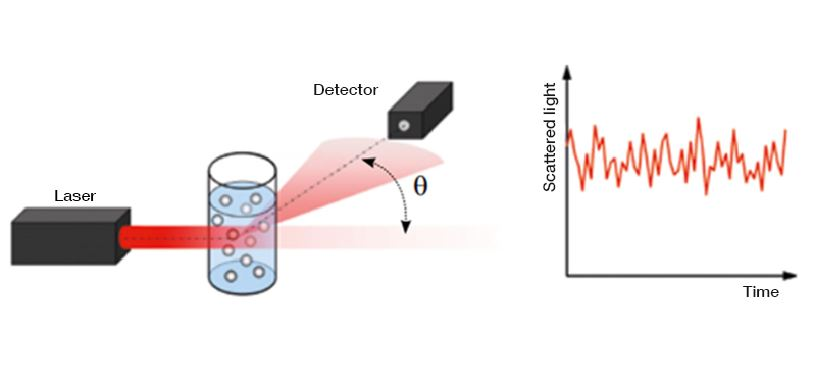 Detector
Laser
θ
Scattered light
Time